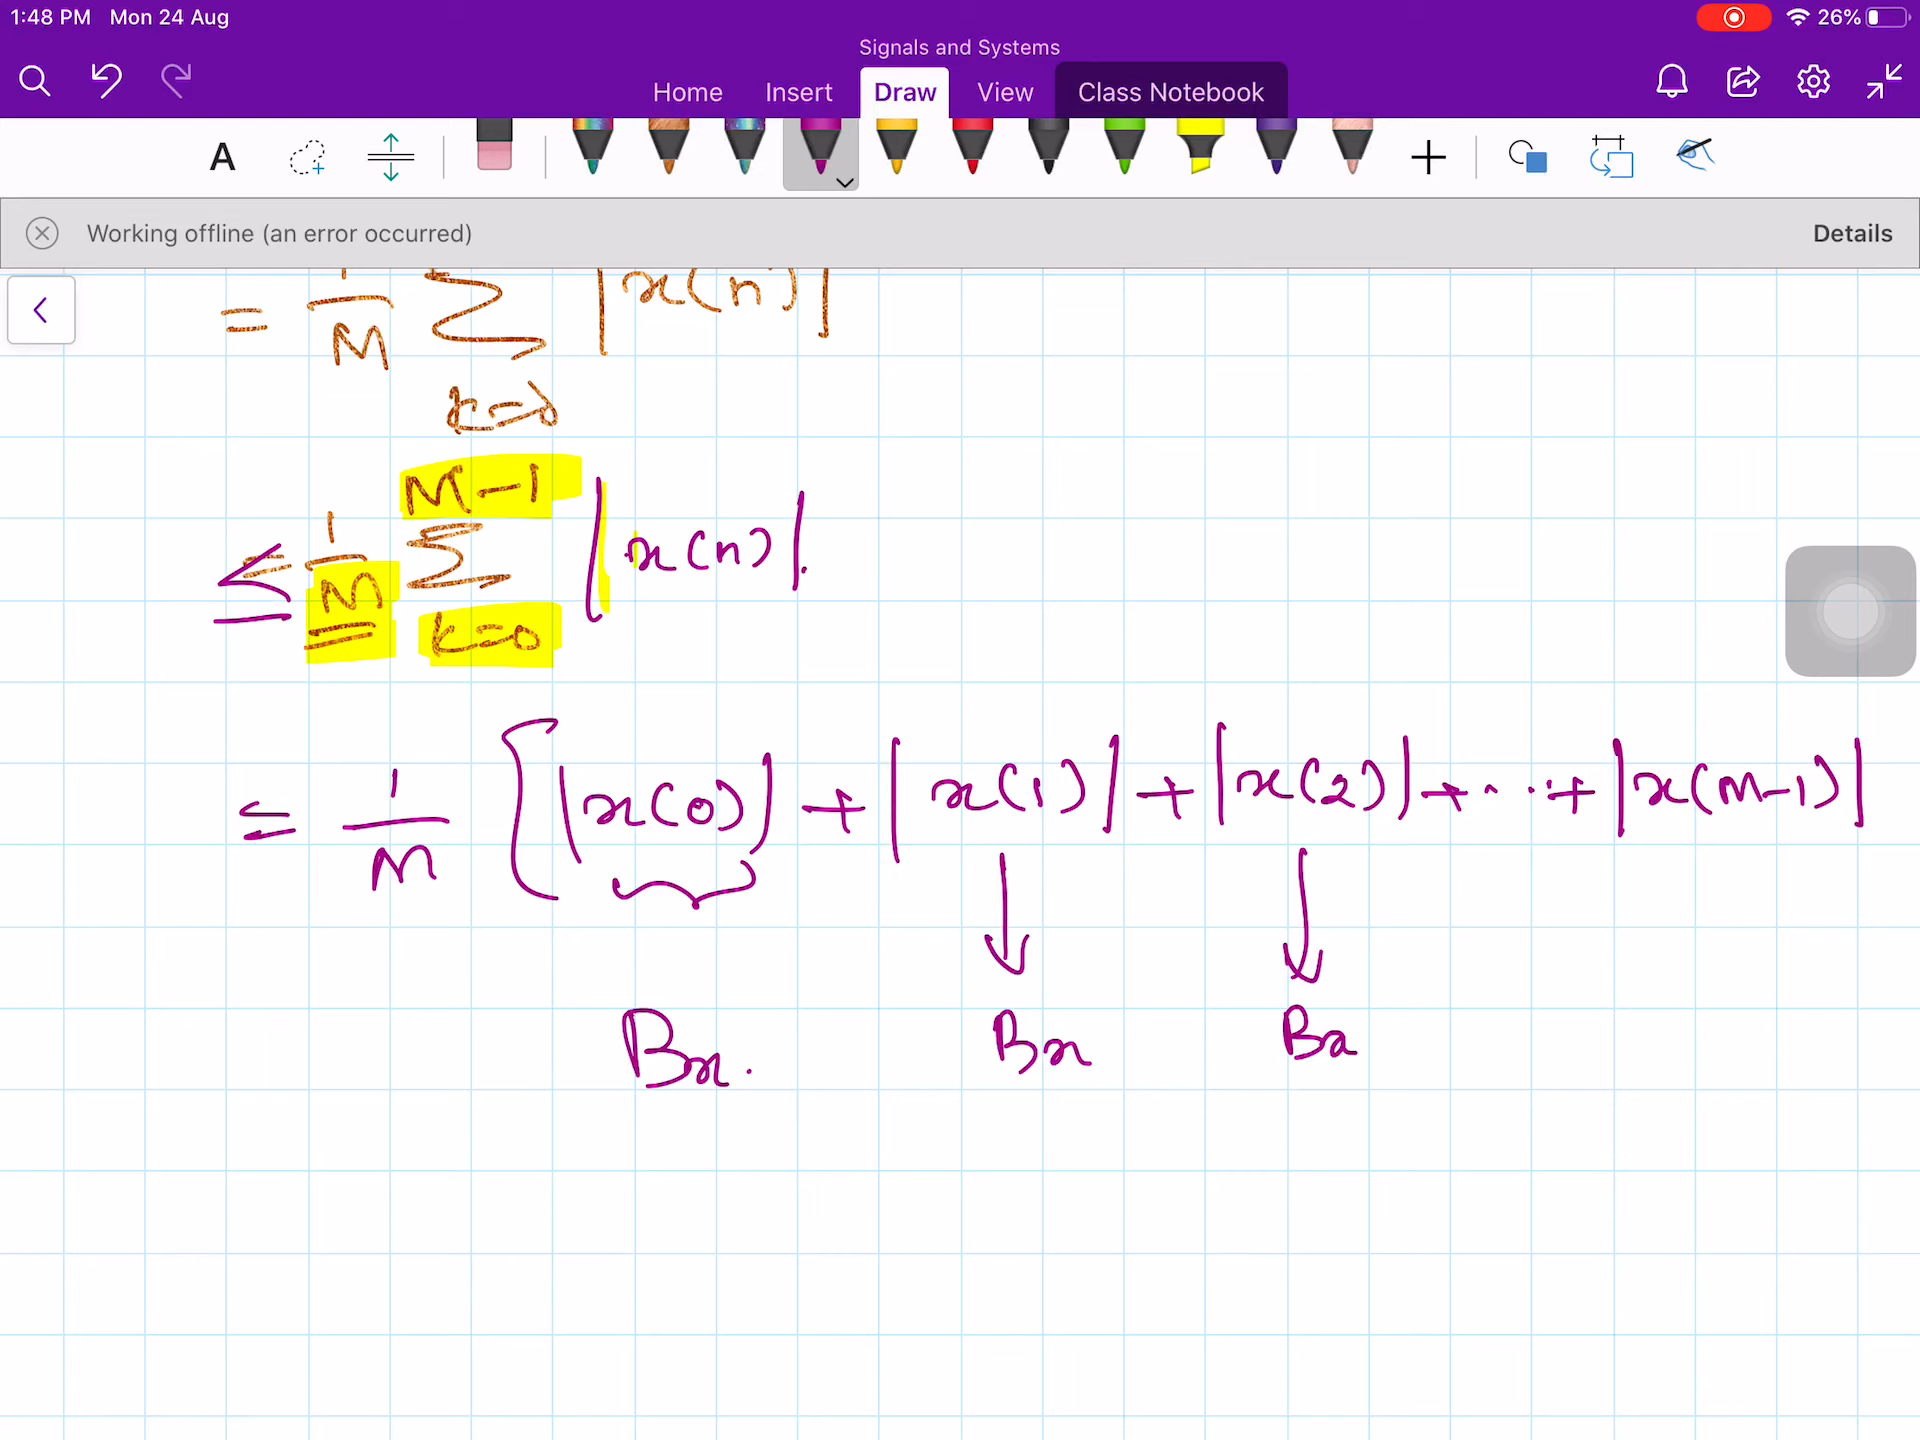 1:48 PM Mon 24 Aug 26%
Signals and Systems
Home Insert Draw View Class Notebook
A
Working offline (an error occurred) Details
= 1/M Σ |x(n)|
k=0
M-1
≤ 1/M Σ |x(n)|.
k=0
= 1/M { |x(0)| + |x(1)| + |x(2)| + ... + |x(M-1)|
Bx. Bx Bx